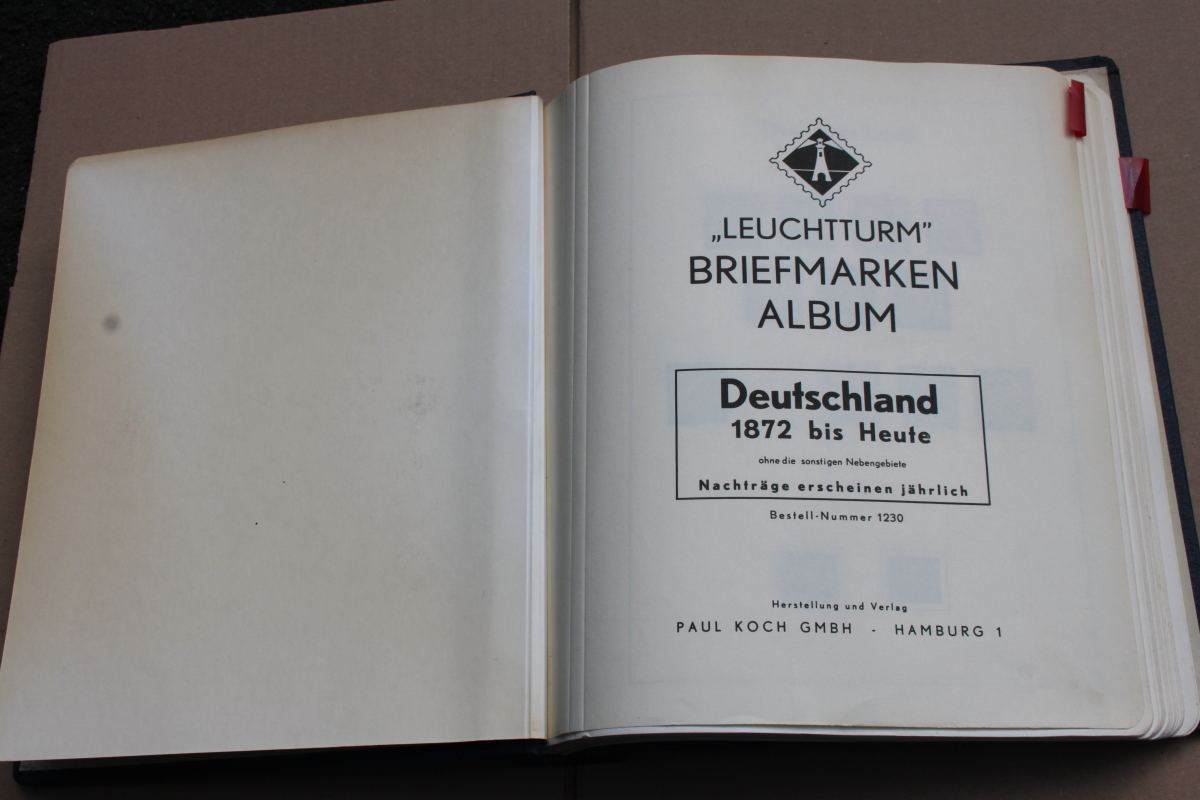 „LEUCHTTURM”
BRIEFMARKEN
ALBUM
Deutschland
1872 bis Heute
ohne die sonstigen Nebengebiete
Nachträge erscheinen jährlich
Bestell-Nummer 1230
Herstellung und Verlag
PAUL KOCH GMBH - HAMBURG 1